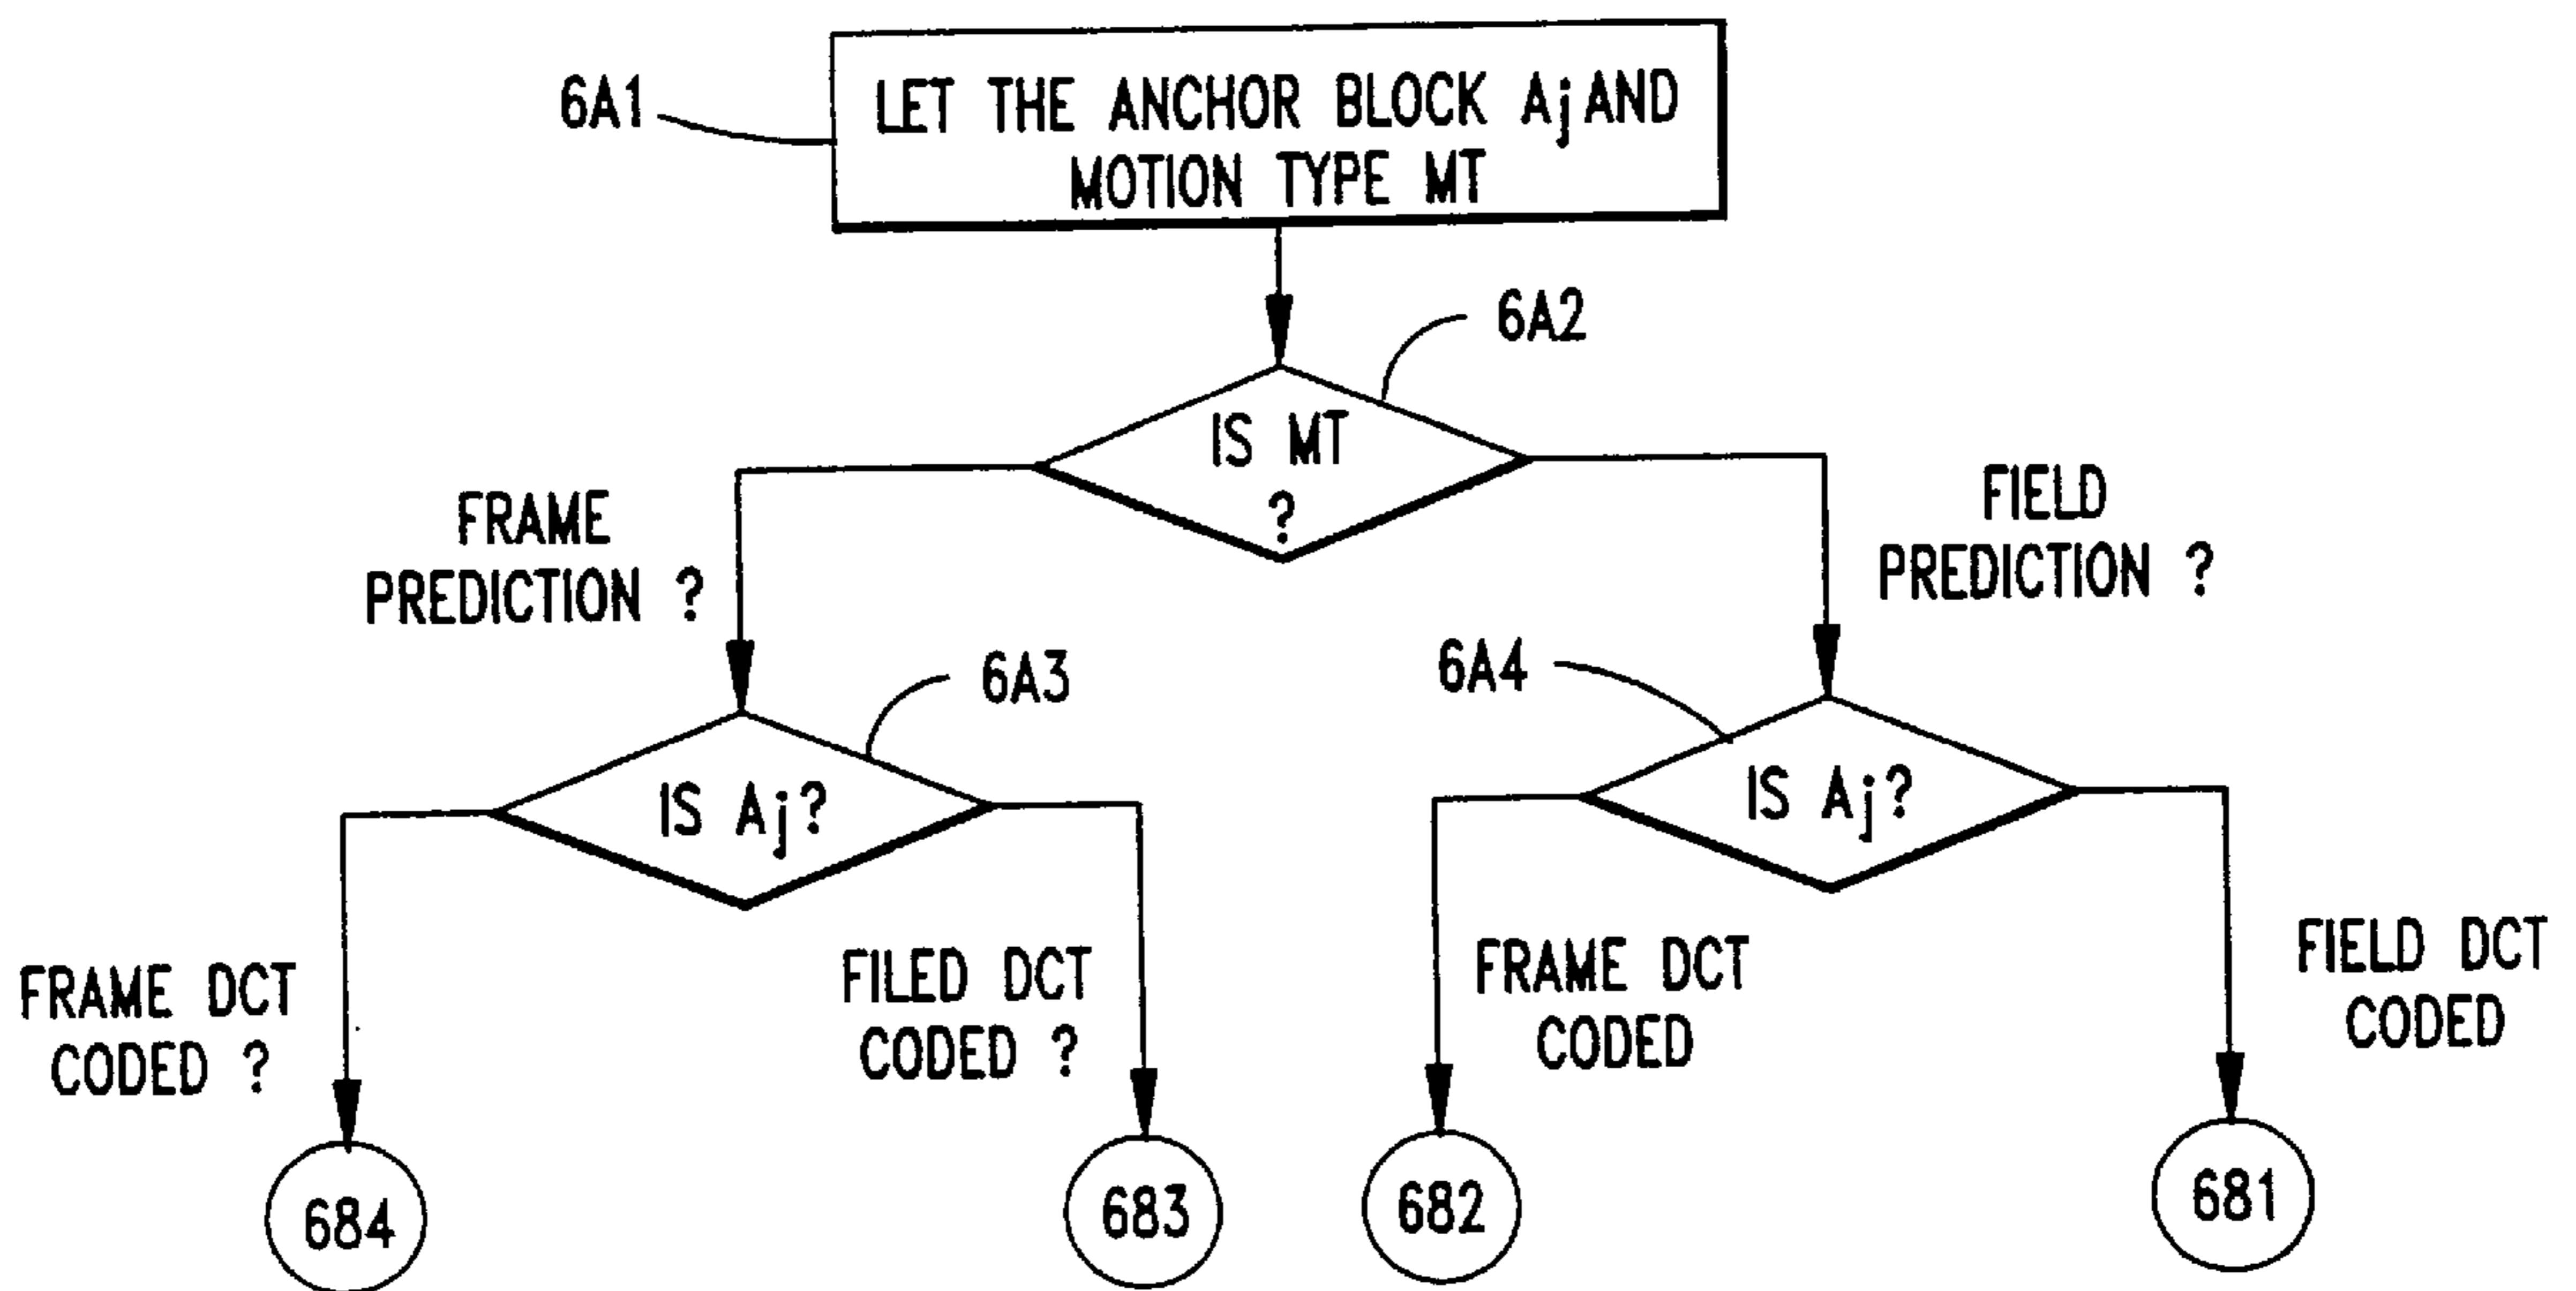 6A1
LET THE ANCHOR BLOCK Aj AND
MOTION TYPE MT
6A2
IS MT
?
FRAME
PREDICTION ?
FIELD
PREDICTION ?
6A3
6A4
IS Aj?
IS Aj?
FRAME DCT
CODED ?
FILED DCT
CODED ?
FRAME DCT
CODED
FIELD DCT
CODED
684
683
682
681